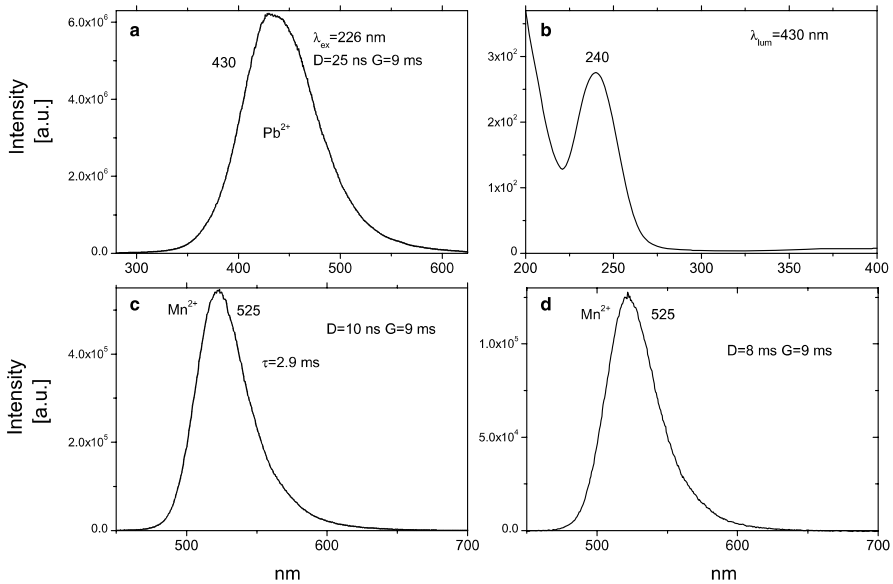 a
λex=226 nm
D=25 ns G=9 ms
430
Pb2+
6.0x10^6
4.0x10^6
2.0x10^6
0.0
300 400 500 600
Intensity
[a.u.]
b
λlum=430 nm
240
3x10^2
2x10^2
1x10^2
0
200 250 300 350 400
c
Mn2+
525
D=10 ns G=9 ms
τ=2.9 ms
4.0x10^5
2.0x10^5
0.0
500 600 700
Intensity
[a.u.]
nm
d
Mn2+
525
D=8 ms G=9 ms
1.0x10^5
5.0x10^4
0.0
500 600 700
nm